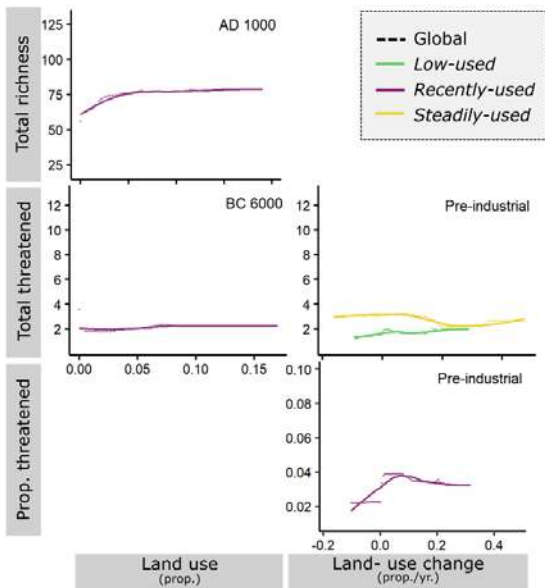 Total richness
125
100
75
50
25
AD 1000
Global
Low-used
Recently-used
Steadily-used
Total threatened
12
10
8
6
4
2
BC 6000
0.00
0.05
0.10
0.15
12
10
8
6
4
2
Pre-industrial
Prop. threatened
0.10
0.08
0.06
0.04
0.02
Pre-industrial
-0.2
0.0
0.2
0.4
Land use
(prop.)
Land- use change
(prop./yr.)